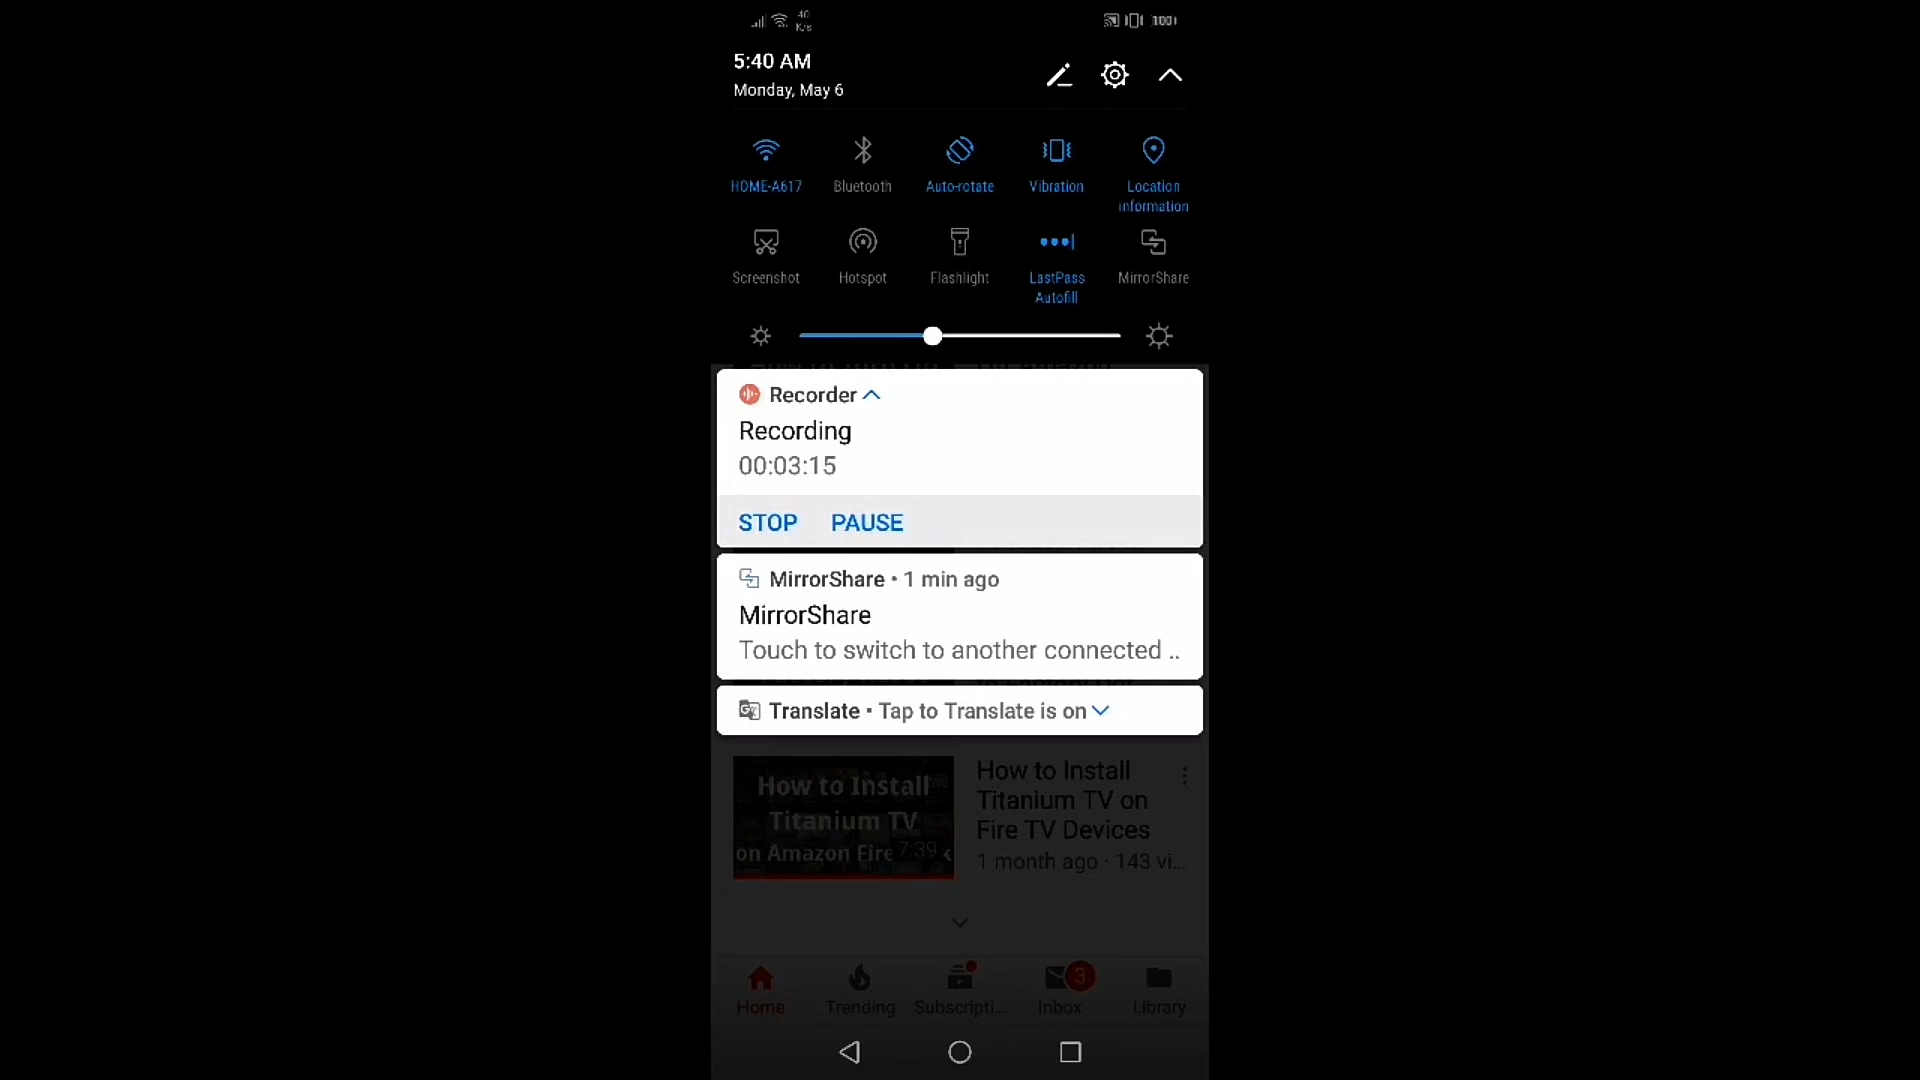 40
K/s
100
5:40 AM
Monday, May 6
HOME-A617
Bluetooth
Auto-rotate
Vibration
Location
information
Screenshot
Hotspot
Flashlight
LastPass
Autofill
MirrorShare
Recorder
Recording
00:03:15
STOP PAUSE
MirrorShare • 1 min ago
MirrorShare
Touch to switch to another connected ..
Translate • Tap to Translate is on
How to Install
Titanium TV
on Amazon Fire
7:39
How to Install
Titanium TV on
Fire TV Devices
1 month ago · 143 vi...
Home
Trending
Subscripti...
3
Inbox
Library